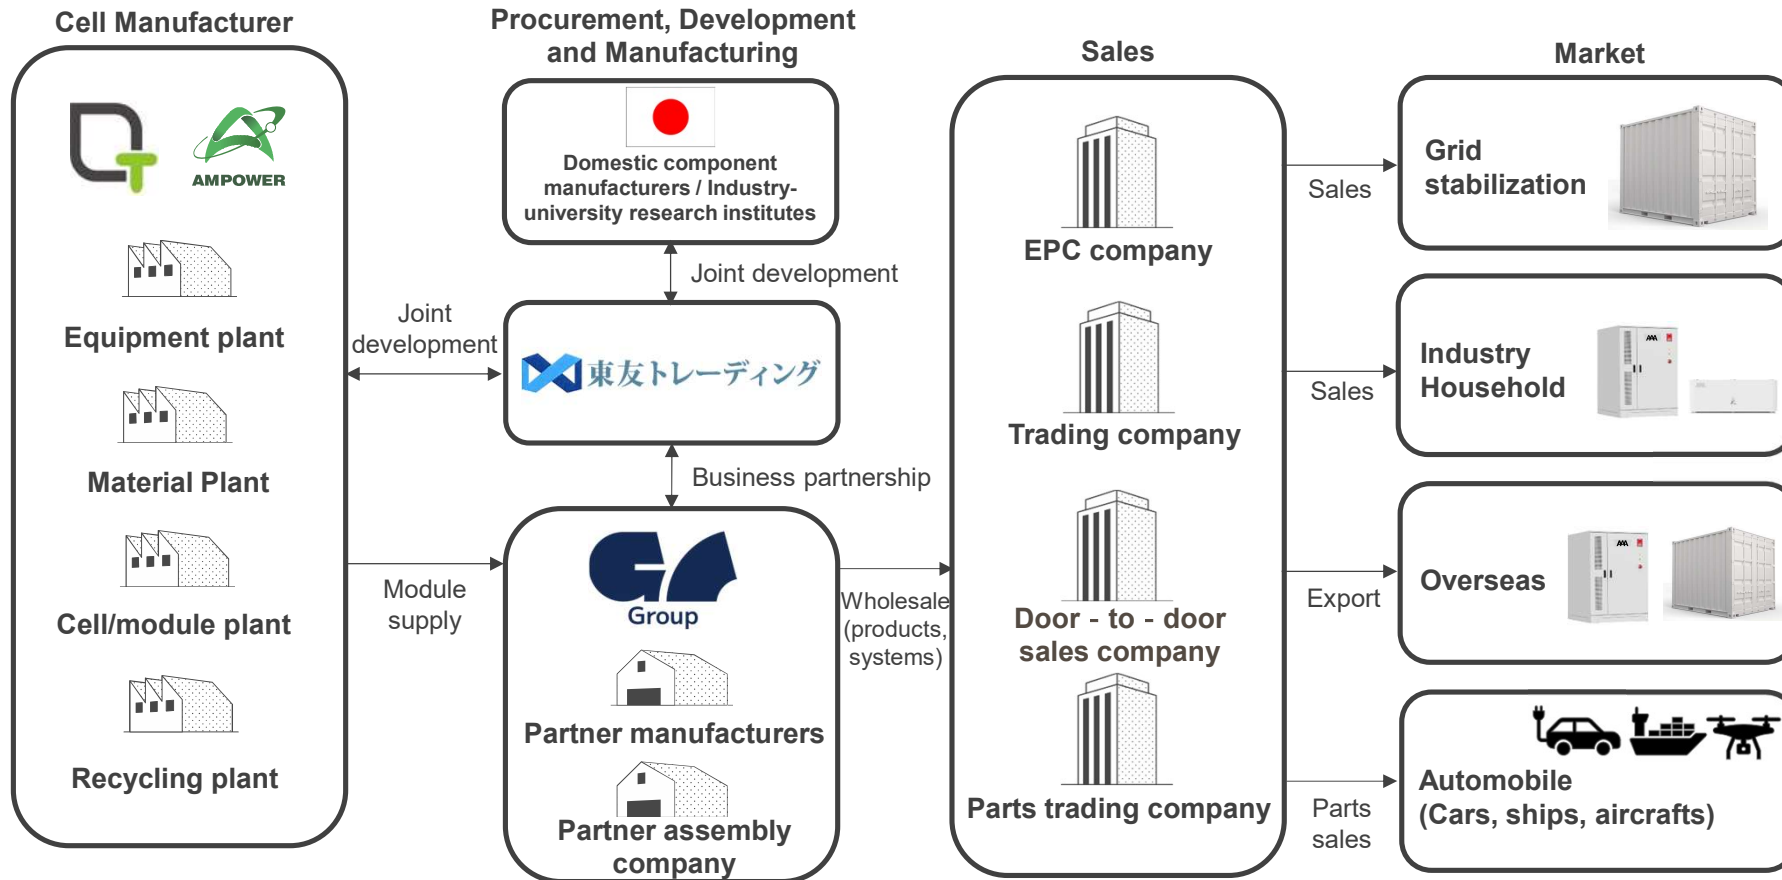 Cell Manufacturer
AMPOWER
Equipment plant
Material Plant
Cell/module plant
Recycling plant
Joint
development
Module
supply
Procurement, Development
and Manufacturing
Domestic component
manufacturers / Industry-
university research institutes
Joint development
東友トレーディング
Business partnership
Group
Partner manufacturers
Partner assembly
company
Wholesale
(products,
systems)
Sales
EPC company
Trading company
Door - to - door
sales company
Parts trading company
Sales
Sales
Export
Parts
sales
Market
Grid
stabilization
Industry
Household
Overseas
Automobile
(Cars, ships, aircrafts)